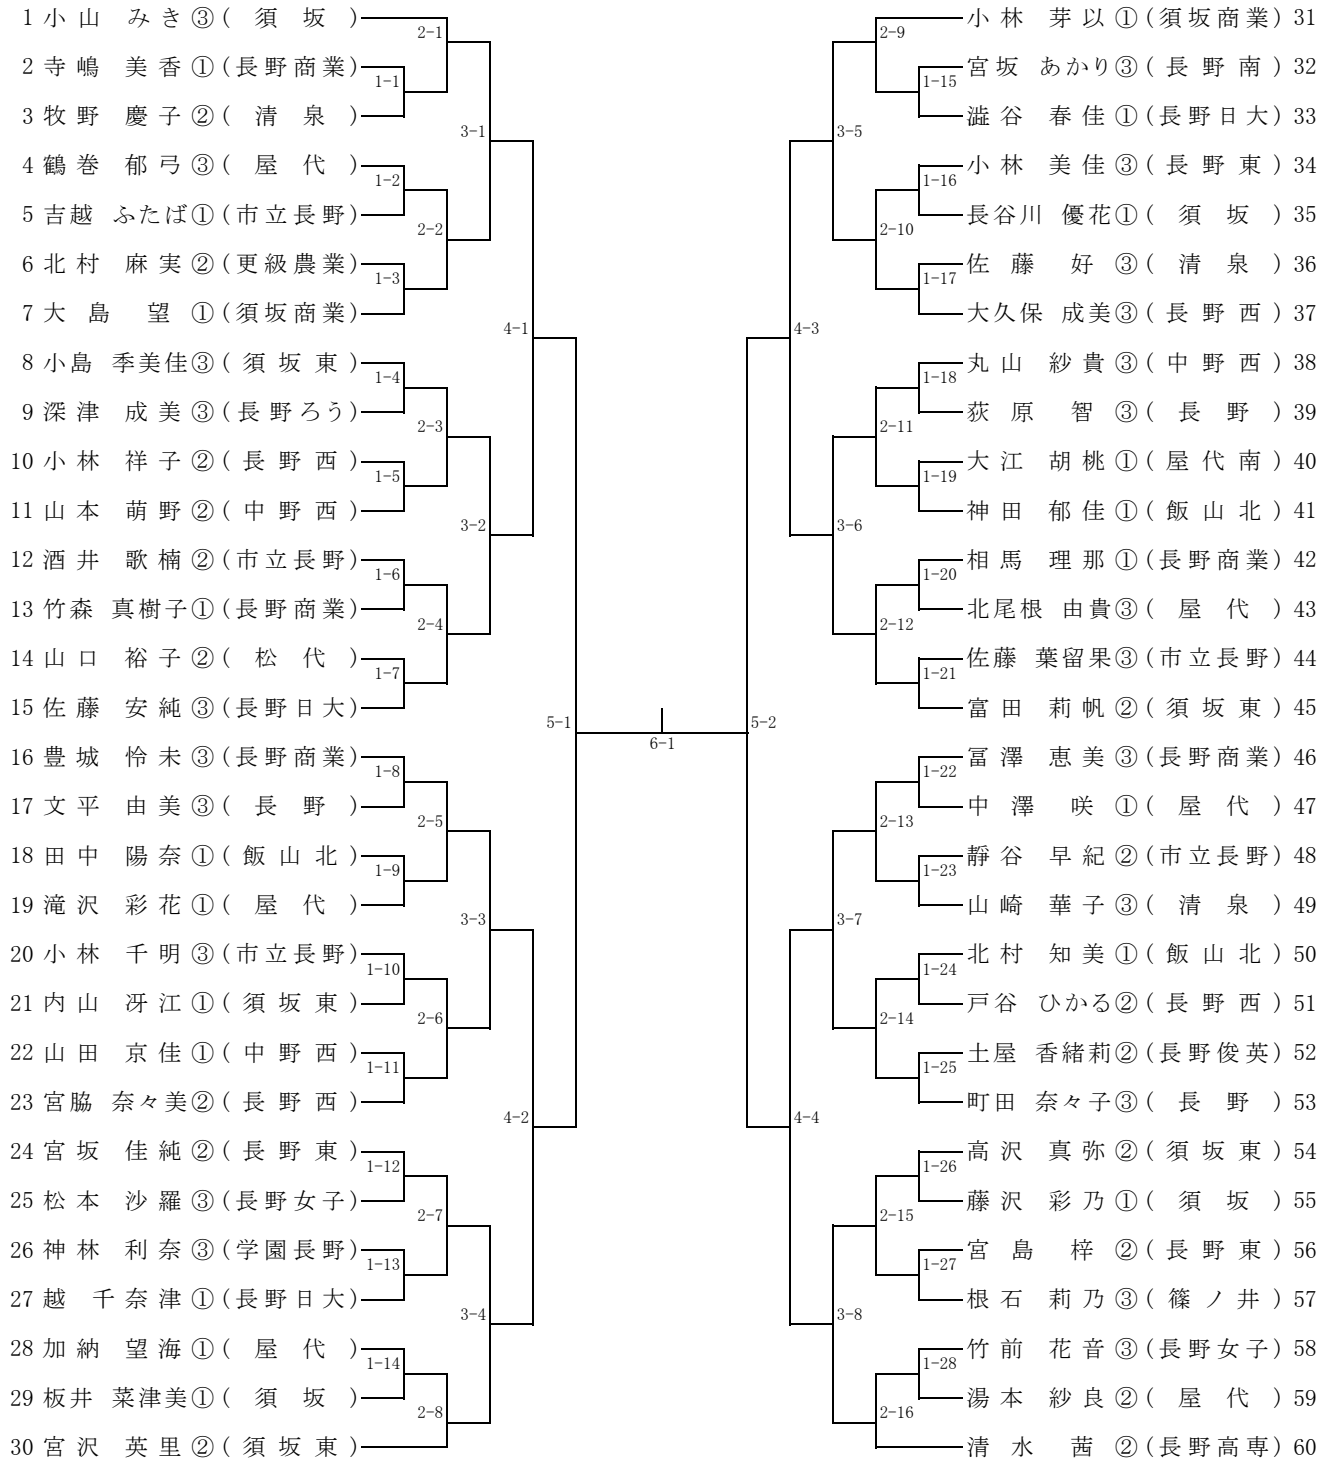 1 小山 みき ③ ( 須坂 )
2 寺嶋 美香 ① (長野商業)
3 牧野 慶子 ② ( 清泉 )
4 鶴巻 郁弓 ③ ( 屋代 )
5 吉越 ふたば ① (市立長野)
6 北村 麻実 ② (更級農業)
7 大島 望 ① (須坂商業)
8 小島 季美佳 ③ ( 須坂東 )
9 深津 成美 ③ (長野ろう)
10 小林 祥子 ② ( 長野西 )
11 山本 萌野 ② ( 中野西 )
12 酒井 歌楠 ② (市立長野)
13 竹森 真樹子 ① (長野商業)
14 山口 裕子 ② ( 松代 )
15 佐藤 安純 ③ (長野日大)
16 豊城 怜未 ③ (長野商業)
17 文平 由美 ③ ( 長野 )
18 田中 陽奈 ① ( 飯山北 )
19 滝沢 彩花 ① ( 屋代 )
20 小林 千明 ③ (市立長野)
21 内山 冴江 ① ( 須坂東 )
22 山田 京佳 ① ( 中野西 )
23 宮脇 奈々美 ② ( 長野西 )
24 宮坂 佳純 ② ( 長野東 )
25 松本 沙羅 ③ (長野女子)
26 神林 利奈 ③ (学園長野)
27 越 千奈津 ① (長野日大)
28 加納 望海 ① ( 屋代 )
29 板井 菜津美 ① ( 須坂 )
30 宮沢 英里 ② ( 須坂東 )
1-1
1-2
1-3
1-4
1-5
1-6
1-7
1-8
1-9
1-10
1-11
1-12
1-13
1-14
2-1
2-2
2-3
2-4
2-5
2-6
2-7
2-8
3-1
3-2
3-3
3-4
4-1
4-2
5-1
6-1
5-2
4-3
4-4
3-5
3-6
3-7
3-8
2-9
2-10
2-11
2-12
2-13
2-14
2-15
2-16
1-15
1-16
1-17
1-18
1-19
1-20
1-21
1-22
1-23
1-24
1-25
1-26
1-27
1-28
小林 芽以 ① (須坂商業) 31
宮坂 あかり ③ ( 長野南 ) 32
澁谷 春佳 ① (長野日大) 33
小林 美佳 ③ ( 長野東 ) 34
長谷川 優花 ① ( 須坂 ) 35
佐藤 好 ③ ( 清泉 ) 36
大久保 成美 ③ ( 長野西 ) 37
丸山 紗貴 ③ ( 中野西 ) 38
荻原 智 ③ ( 長野 ) 39
大江 胡桃 ① ( 屋代南 ) 40
神田 郁佳 ① ( 飯山北 ) 41
相馬 理那 ① (長野商業) 42
北尾根 由貴 ③ ( 屋代 ) 43
佐藤 葉留果 ③ (市立長野) 44
富田 莉帆 ② ( 須坂東 ) 45
冨澤 恵美 ③ (長野商業) 46
中澤 咲 ① ( 屋代 ) 47
靜谷 早紀 ② (市立長野) 48
山崎 華子 ③ ( 清泉 ) 49
北村 知美 ① ( 飯山北 ) 50
戸谷 ひかる ② ( 長野西 ) 51
土屋 香緒莉 ② (長野俊英) 52
町田 奈々子 ③ ( 長野 ) 53
高沢 真弥 ② ( 須坂東 ) 54
藤沢 彩乃 ① ( 須坂 ) 55
宮島 梓 ② ( 長野東 ) 56
根石 莉乃 ③ ( 篠ノ井 ) 57
竹前 花音 ③ (長野女子) 58
湯本 紗良 ② ( 屋代 ) 59
清水 茜 ② (長野高専) 60